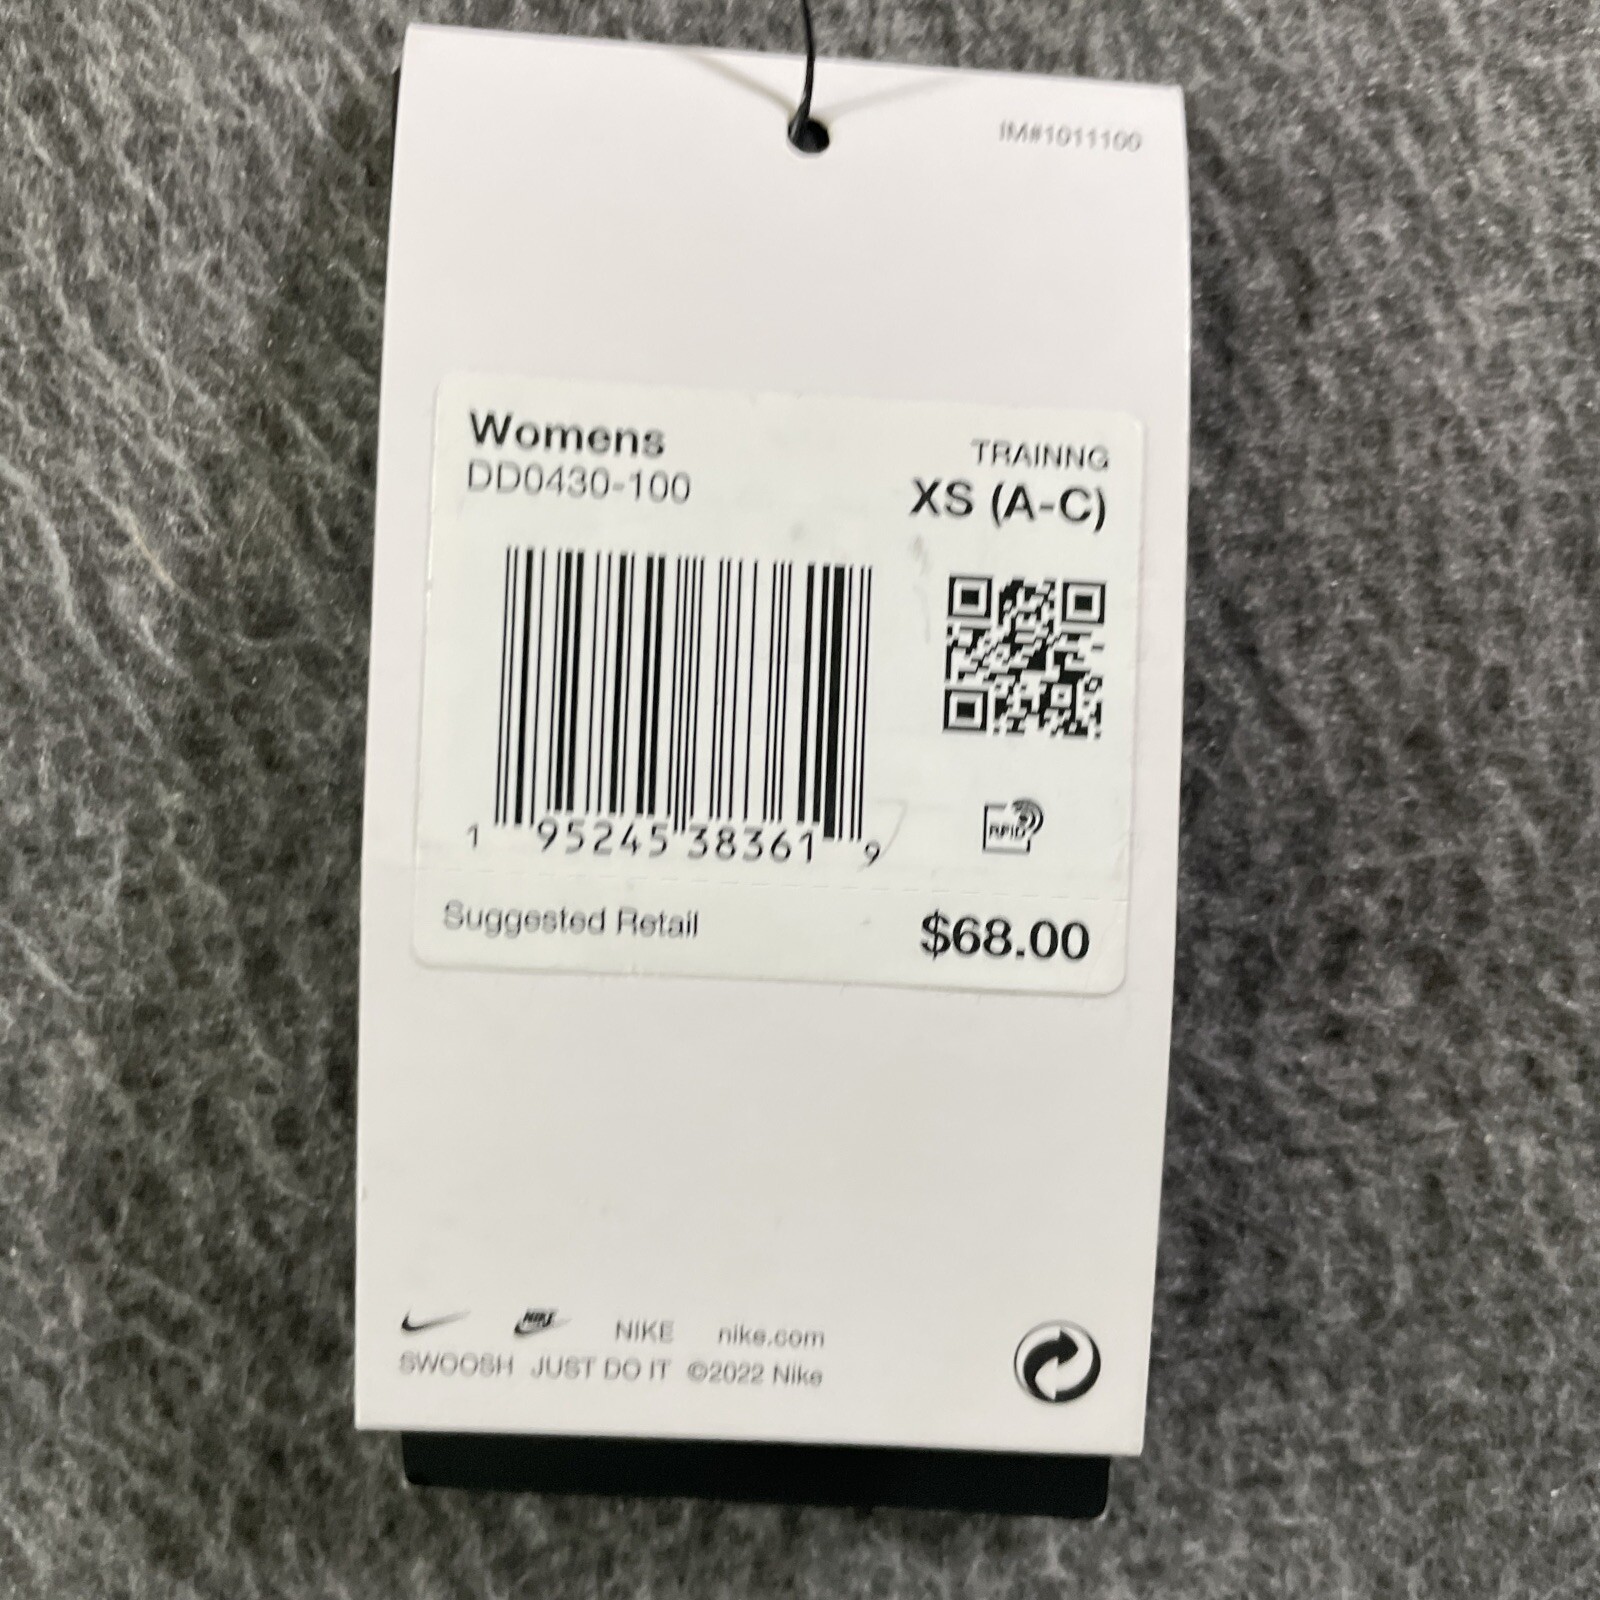 IM#1011100
Womens
TRAINNG
DD0430-100
XS (A-C)
1 95245 38361 9
RFID
Suggested Retail
$68.00
NIKE NIKE nike.com
SWOOSH JUST DO IT ©2022 Nike